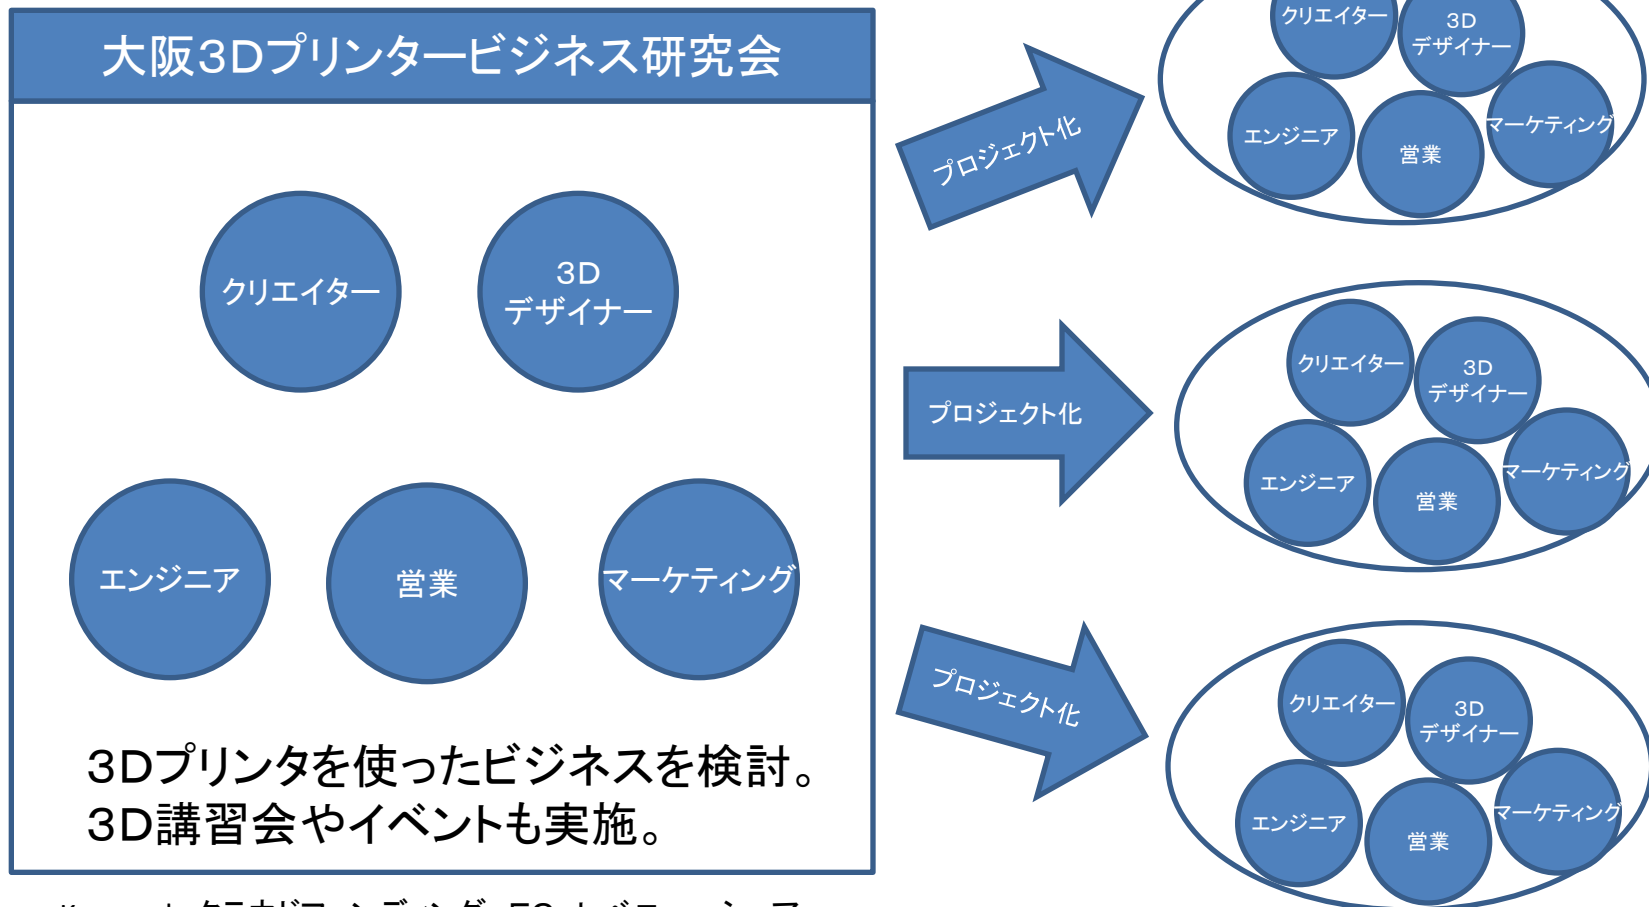 大阪3Dプリンタービジネス研究会
クリエイター
3D
デザイナー
エンジニア
営業
マーケティング
3Dプリンタを使ったビジネスを検討。
3D講習会やイベントも実施。
プロジェクト化
クリエイター
3D
デザイナー
エンジニア
営業
マーケティング
プロジェクト化
クリエイター
3D
デザイナー
エンジニア
営業
マーケティング
プロジェクト化
クリエイター
3D
デザイナー
エンジニア
営業
マーケティング